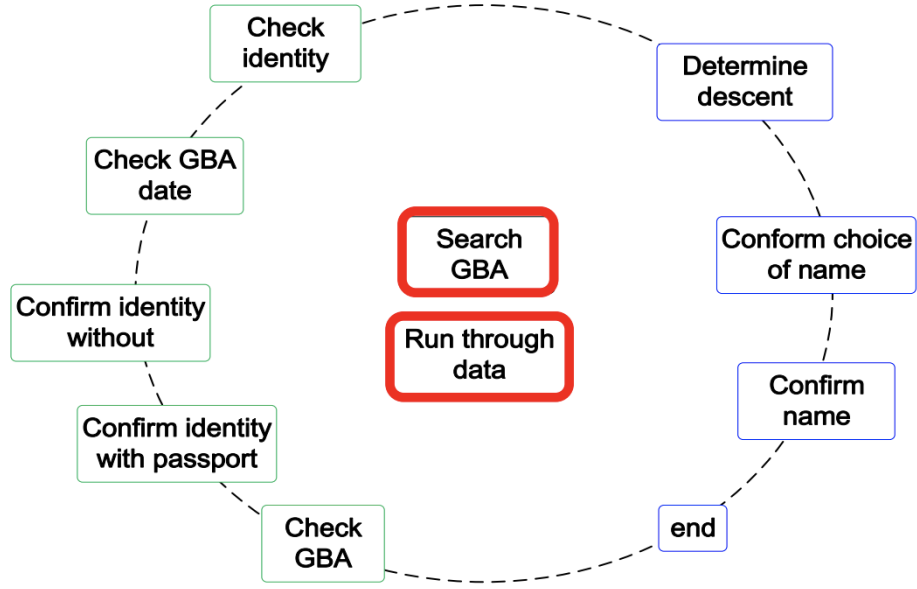 Check
identity
Determine
descent
Check GBA
date
Search
GBA
Conform choice
of name
Confirm identity
without
Run through
data
Confirm
name
Confirm identity
with passport
Check
GBA
end